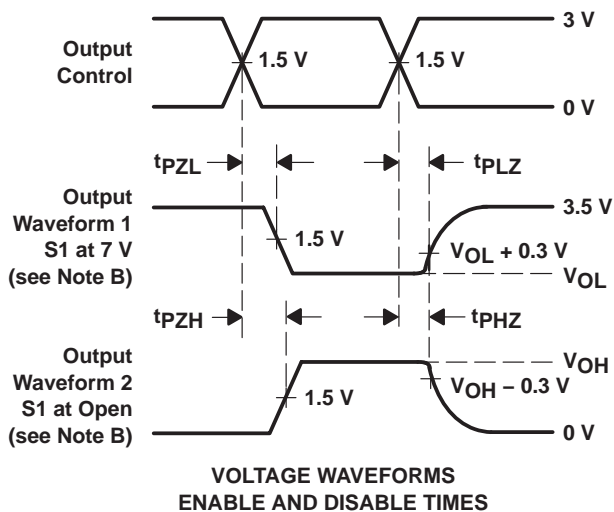 3 V
Output
Control
1.5 V
1.5 V
0 V
tPZL
tPLZ
Output
Waveform 1
S1 at 7 V
(see Note B)
3.5 V
1.5 V
VOL + 0.3 V
VOL
tPZH
tPHZ
Output
Waveform 2
S1 at Open
(see Note B)
VOH
VOH – 0.3 V
1.5 V
0 V
VOLTAGE WAVEFORMS
ENABLE AND DISABLE TIMES